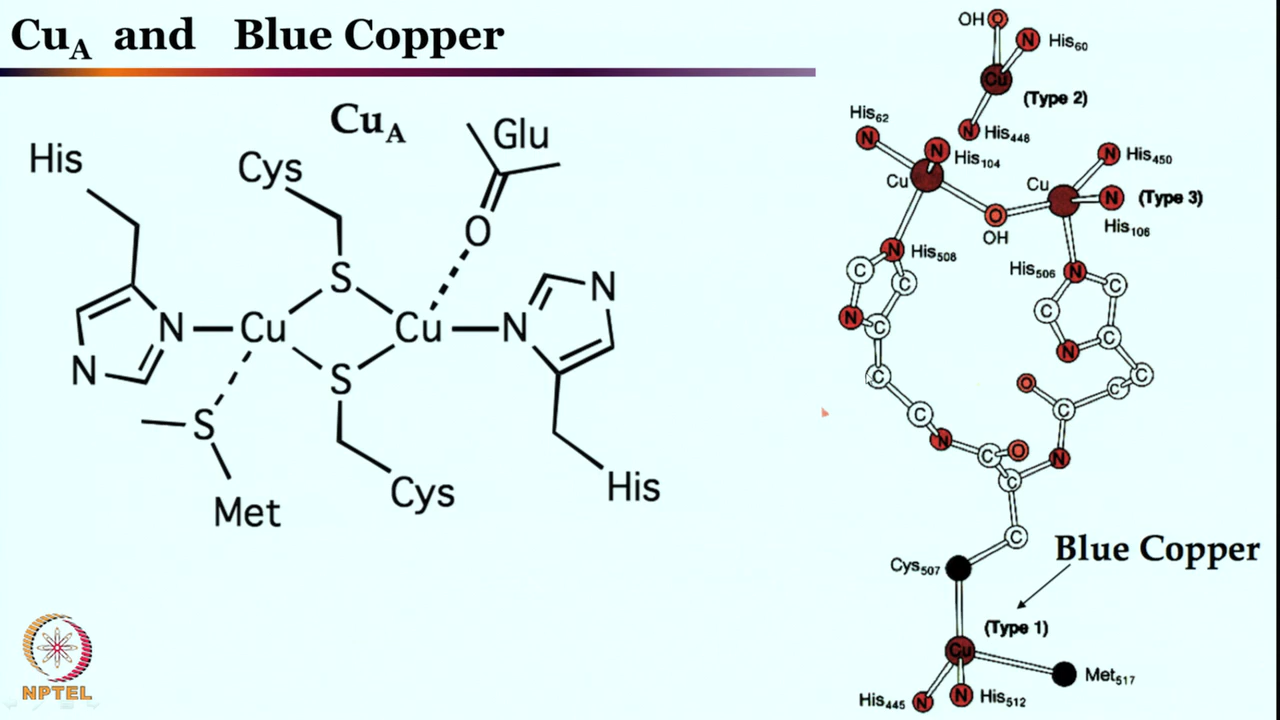 Cu_A and Blue Copper
Cu_A
His
Cys
Glu
O
S
N
Cu
Cu
N
N
N
S
S
Met
Cys
His
OH O
N His60
Cu
(Type 2)
N His448
His62
N
N His104
Cu
Cu
N His450
N (Type 3)
His106
O
OH
N His508
His506 N
C
C
C
C
N
C
N
C
C
C
C
O
C
C
N
C
O
N
C
C
Blue Copper
Cys507
(Type 1)
Cu
Met517
His445 N
N His512
NPTEL